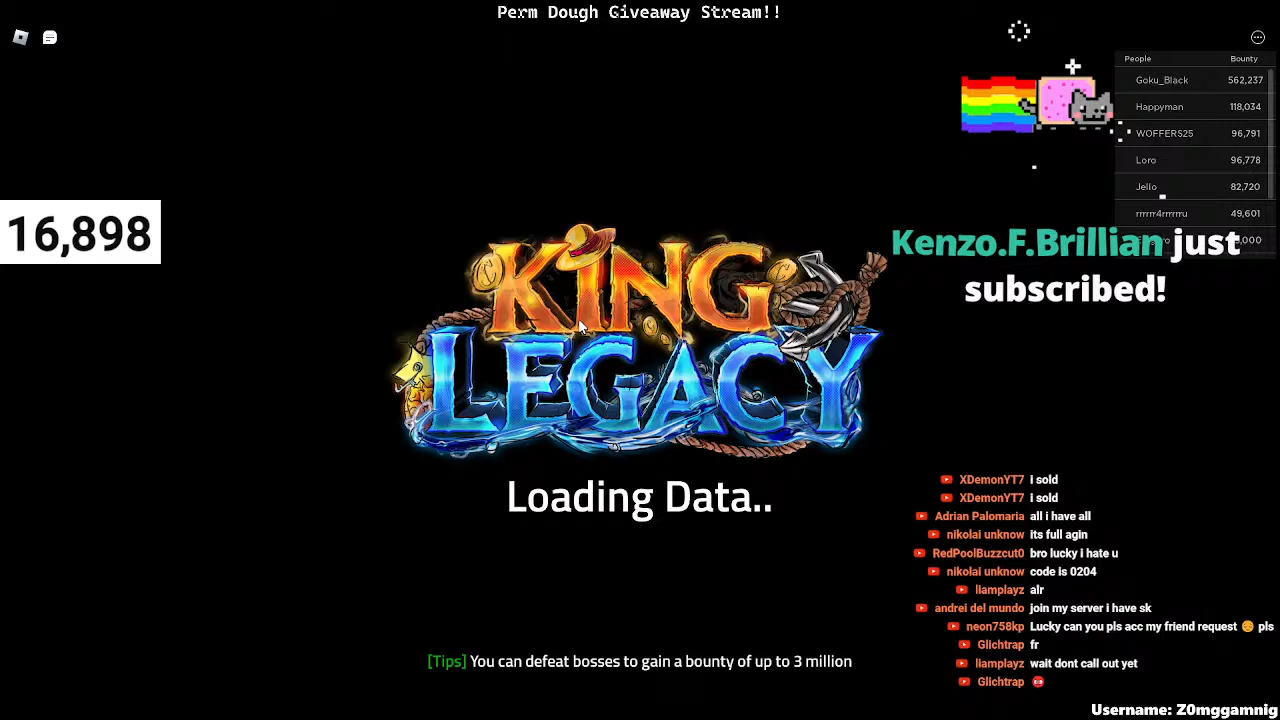 Perm Dough Giveaway Stream!!
People Bounty
Goku_Black 562,237
Happyman 118,034
WOFFERS25 96,791
Loro 96,778
Jello 82,720
rrrrrr4rrrrrru 49,601
16,898
Kenzo.F.Brillian just
subscribed!
KING
LEGACY
Loading Data..
XDemonYT7 i sold
XDemonYT7 i sold
Adrian Palomaria all i have all
nikolai unknow its full agin
RedPoolBuzzcut0 bro lucky i hate u
nikolai unknow code is 0204
liamplayz alr
andrei del mundo join my server i have sk
neon758kp Lucky can you pls acc my friend request 😔 pls
Glichtrap fr
liamplayz wait dont call out yet
Glichtrap
[Tips] You can defeat bosses to gain a bounty of up to 3 million
Username: Z0mggamnig